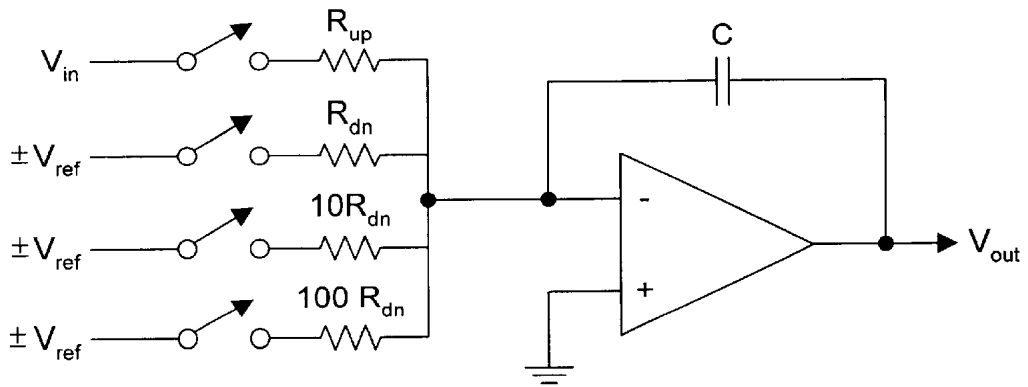 R_up
V_in
C
R_dn
± V_ref
10R_dn
± V_ref
100 R_dn
± V_ref
-
+
V_out